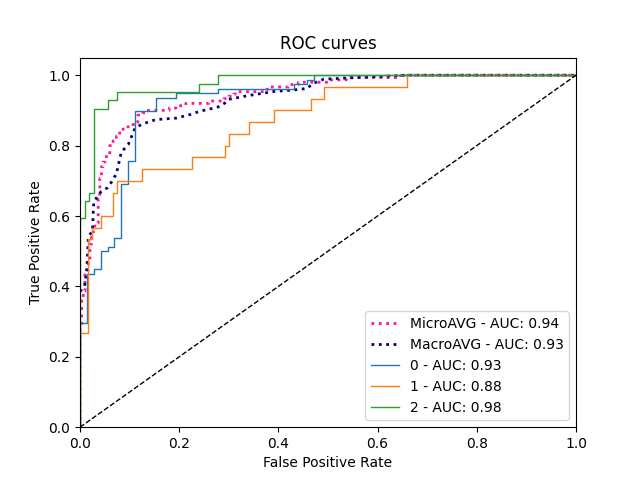 ROC curves
True Positive Rate
1.0
0.8
0.6
0.4
0.2
0.0
MicroAVG - AUC: 0.94
MacroAVG - AUC: 0.93
0 - AUC: 0.93
1 - AUC: 0.88
2 - AUC: 0.98
0.0 0.2 0.4 0.6 0.8 1.0
False Positive Rate